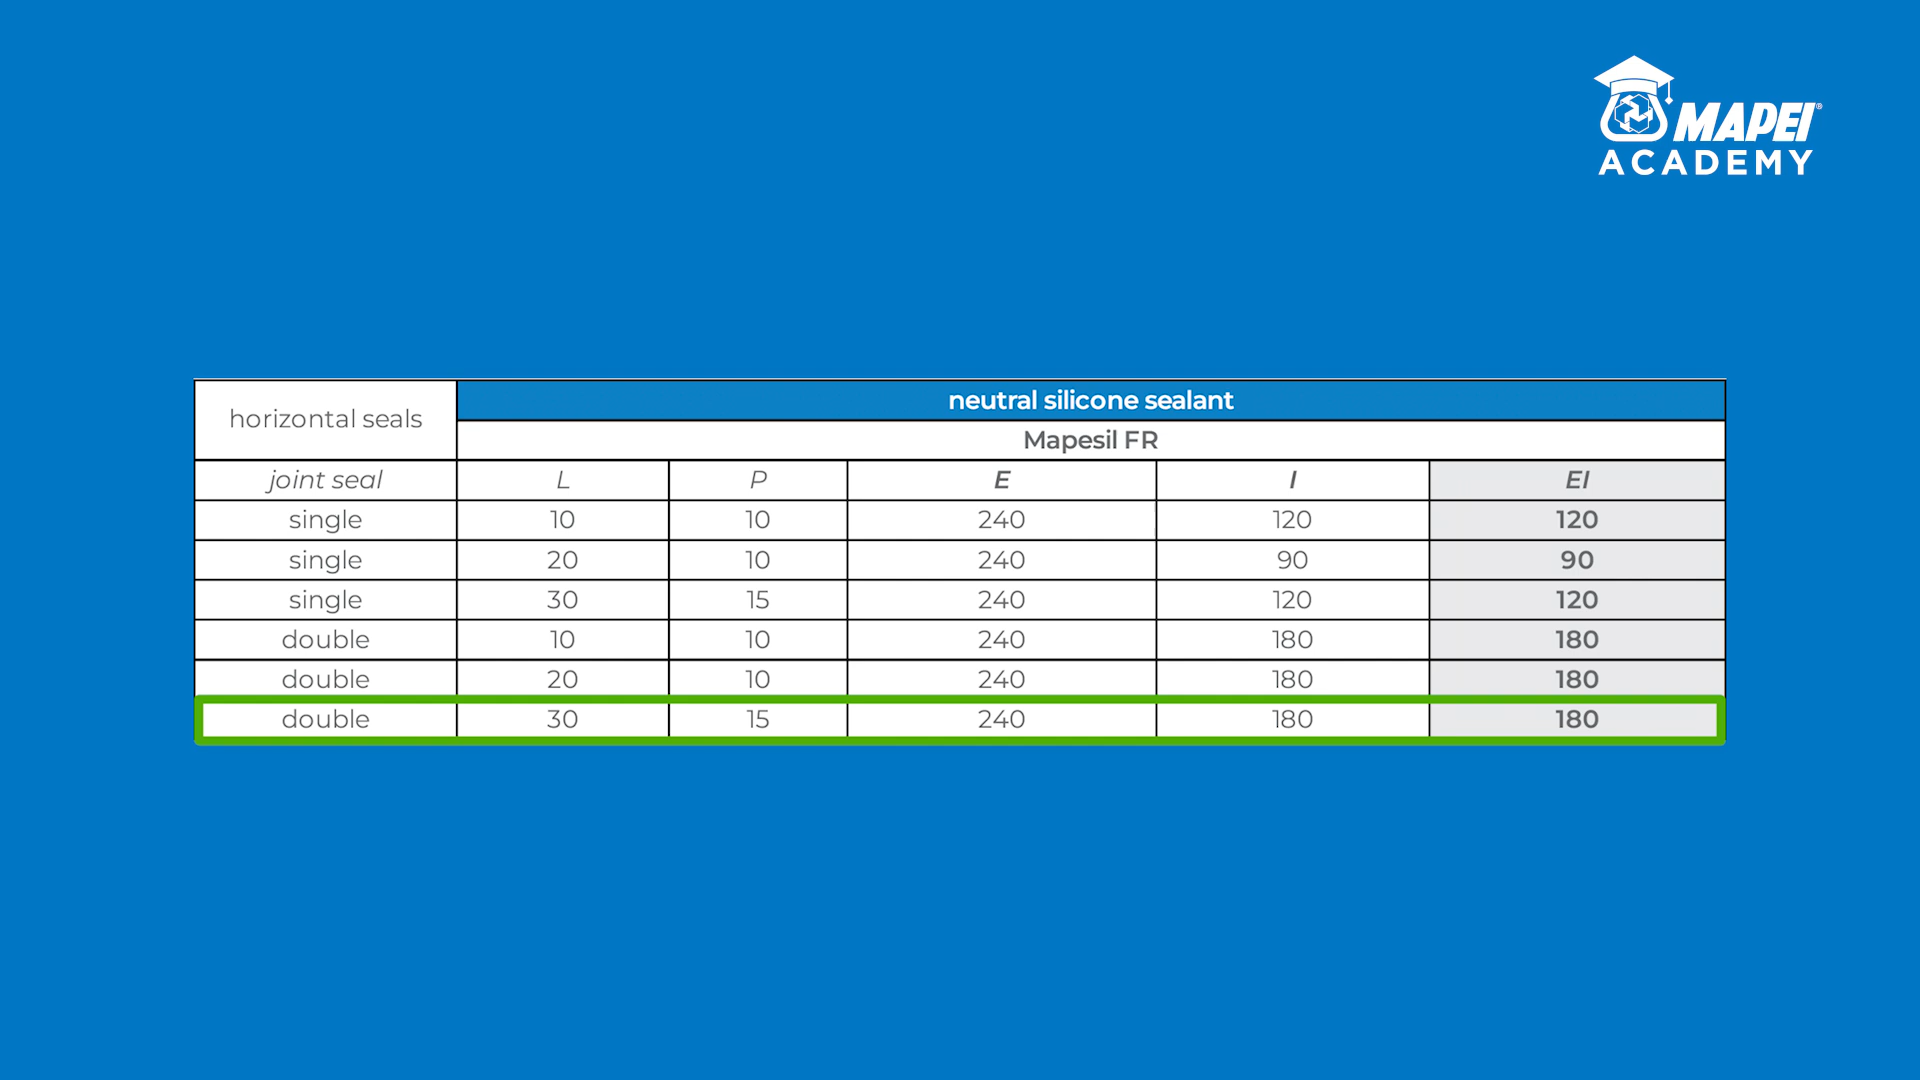 MAPEI®
ACADEMY
horizontal seals
neutral silicone sealant
Mapesil FR
joint seal L P E I EI
single 10 10 240 120 120
single 20 10 240 90 90
single 30 15 240 120 120
double 10 10 240 180 180
double 20 10 240 180 180
double 30 15 240 180 180